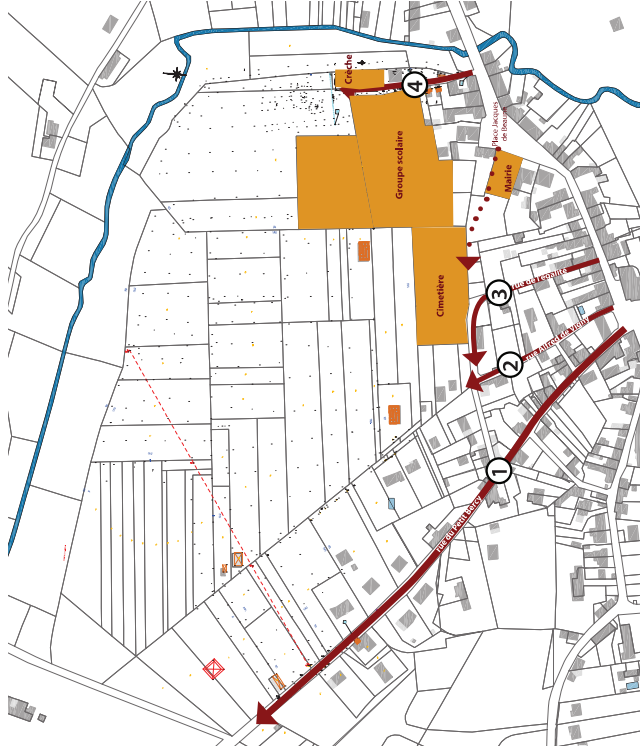 Crèche
4
Place Jacques
de Beaune
Groupe scolaire
Mairie
Cimetière
3
rue de l'égalité
2
rue Alfred de Vigny
1
rue du Petit Bercy